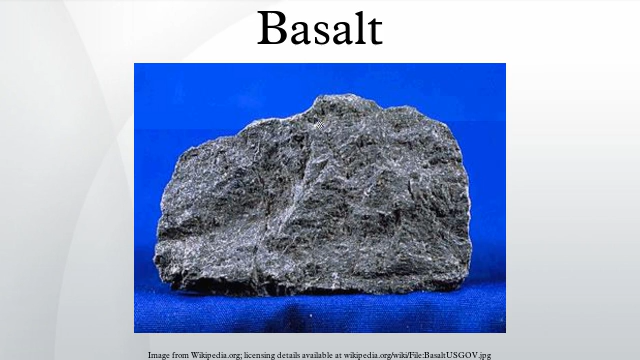 Basalt
Image from Wikipedia.org; licensing details available at wikipedia.org/wiki/File:BasaltUSGOV.jpg